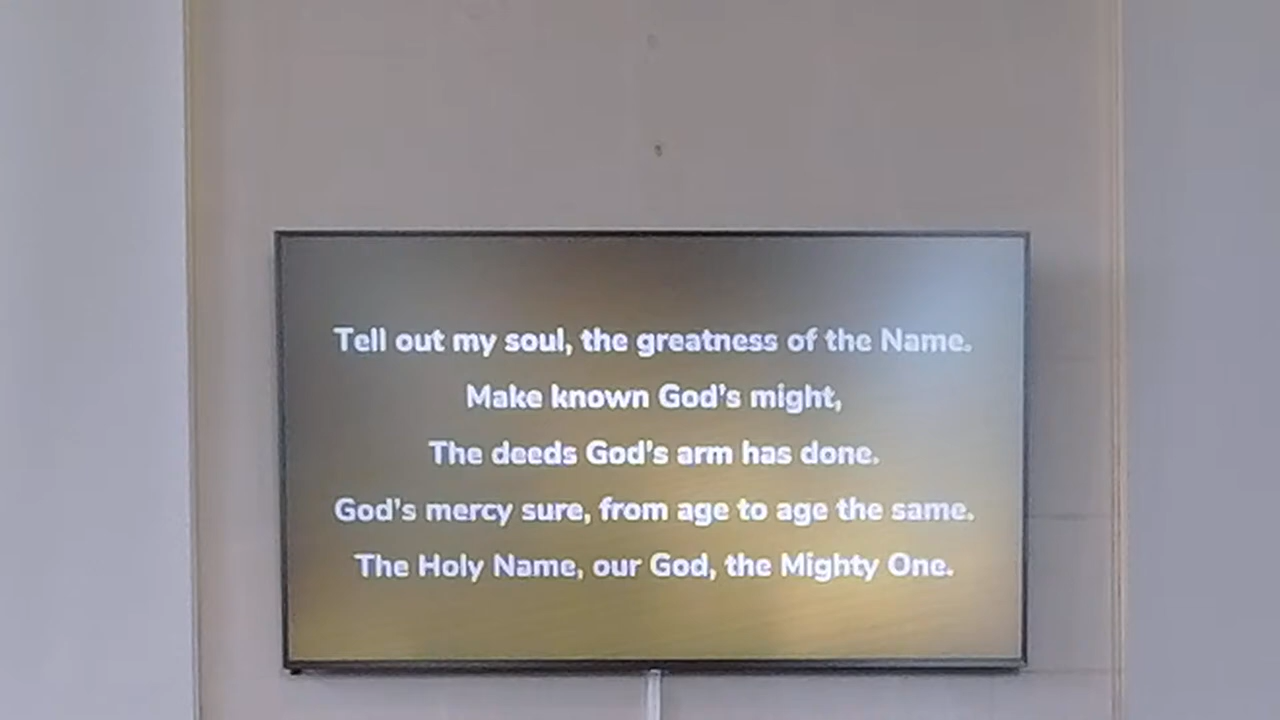 Tell out my soul, the greatness of the Name.
Make known God's might,
The deeds God's arm has done.
God's mercy sure, from age to age the same.
The Holy Name, our God, the Mighty One.